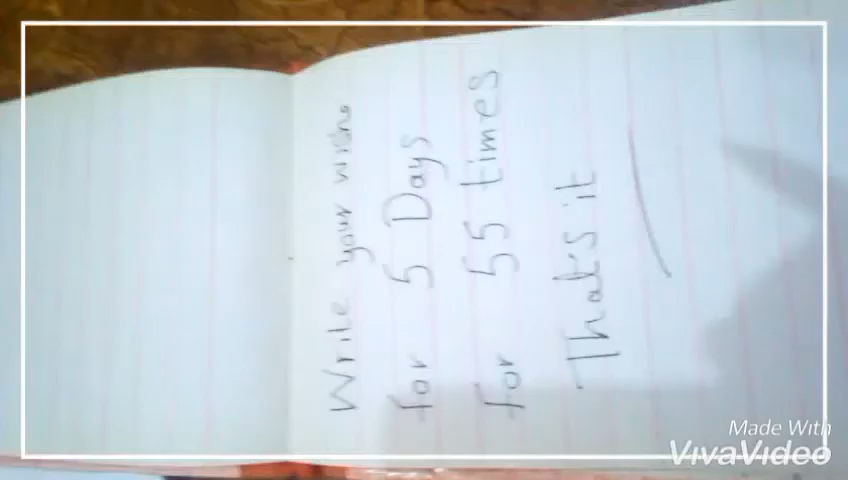 Write your wish
for 5 Days
for 55 times
That's it
Made With
VivaVideo